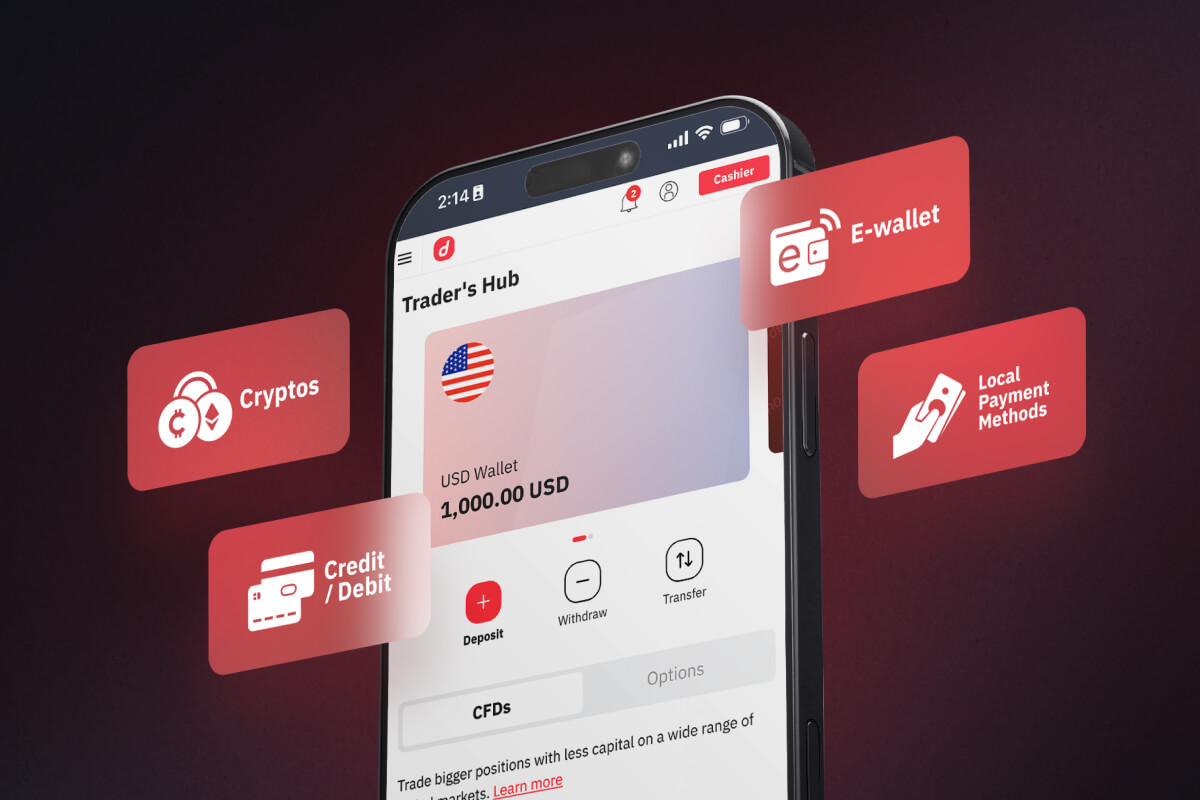 2:14
2
Cashier
d
Trader's Hub
e
E-wallet
Cryptos
Local
Payment
Methods
USD Wallet
1,000.00 USD
Credit
/ Debit
Deposit
Withdraw
Transfer
CFDs
Options
Trade bigger positions with less capital on a wide range of
markets. Learn more